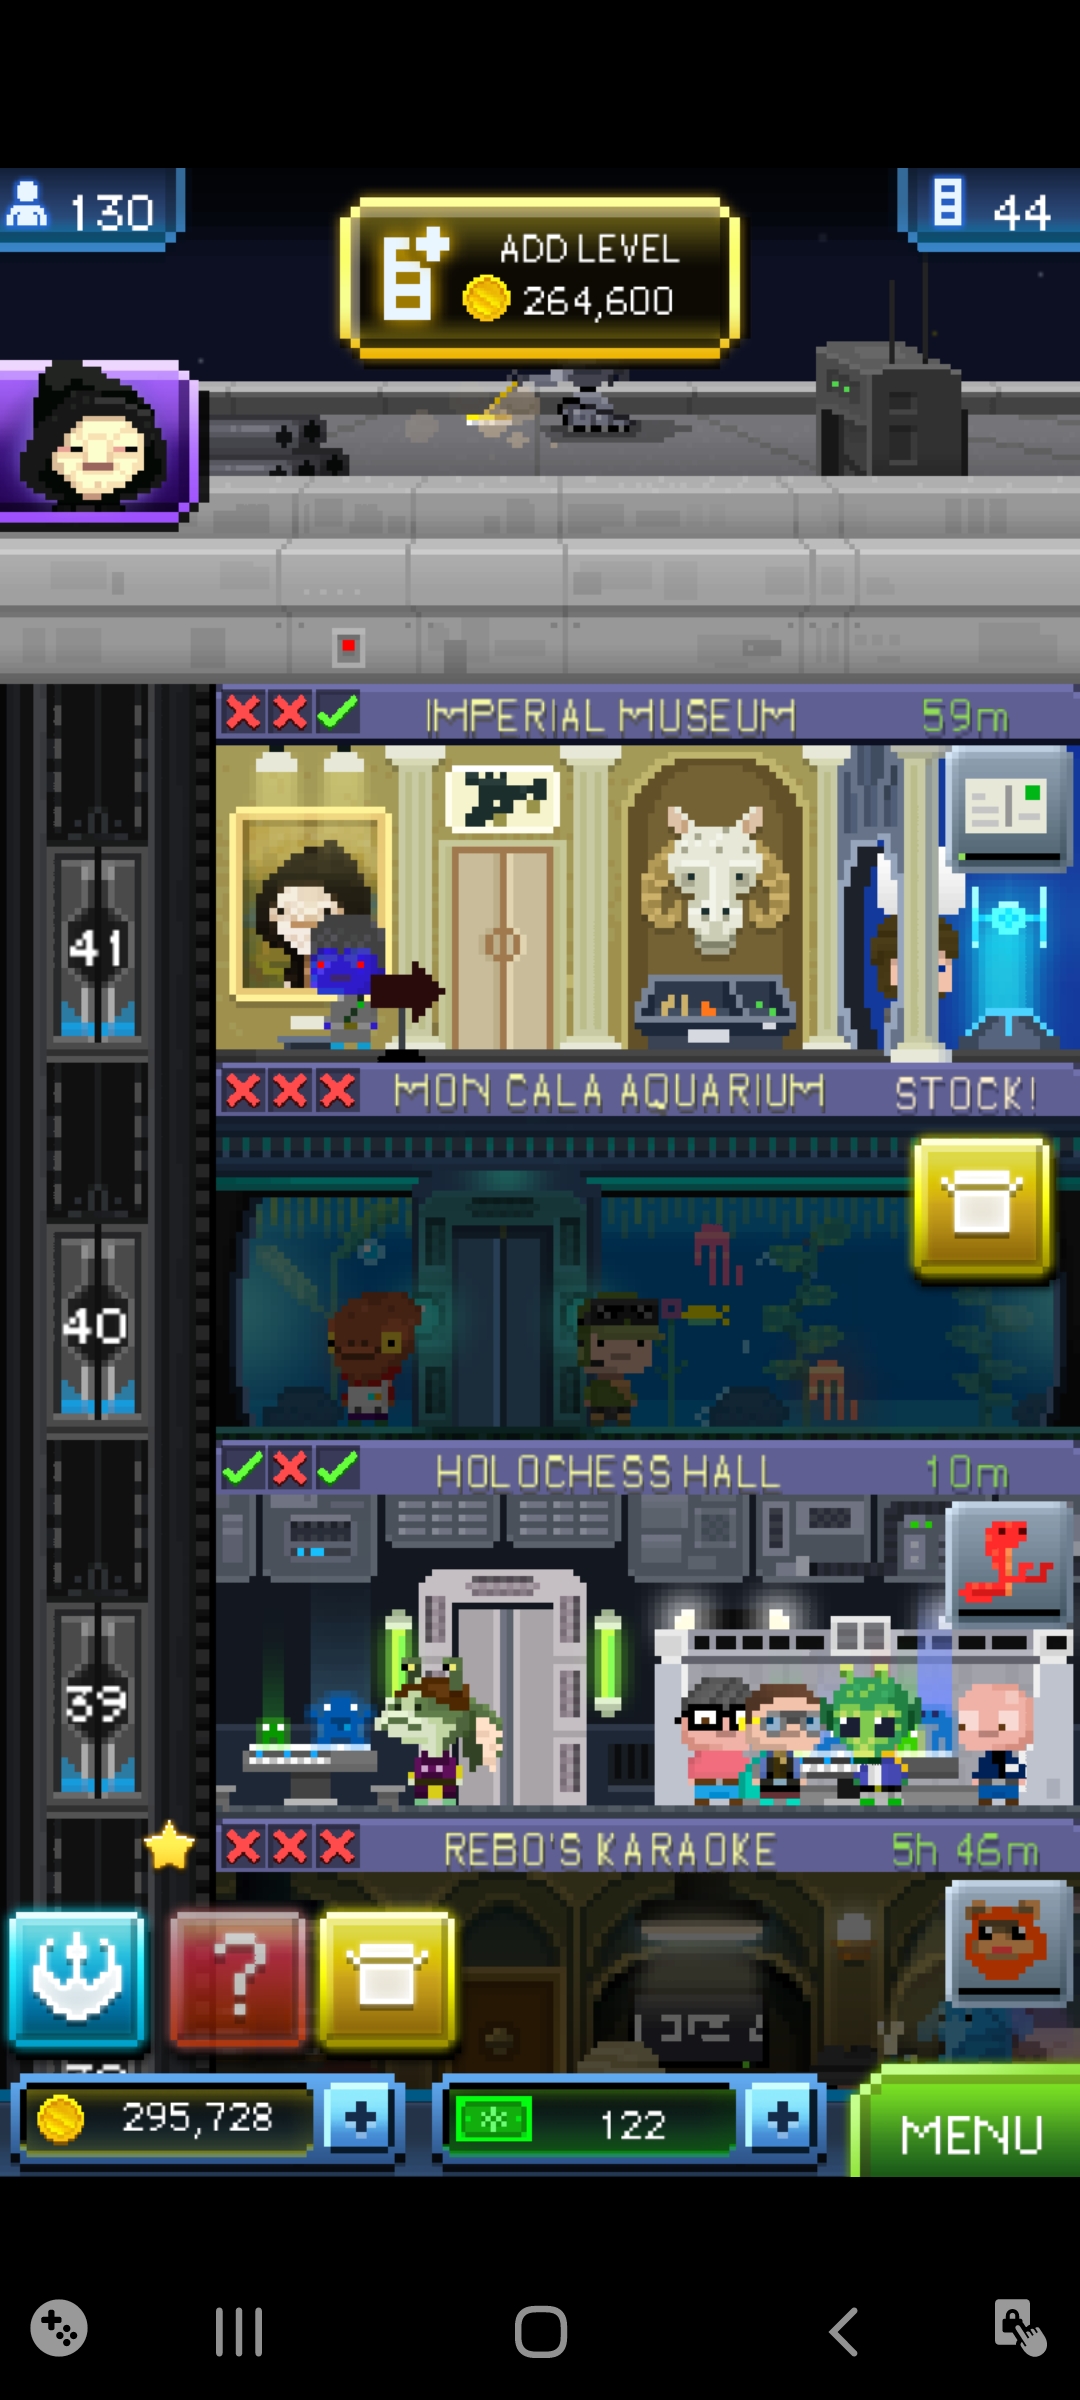 130
ADD LEVEL
264,600
44
IMPERIAL MUSEUM 59m
41
MON CALA AQUARIUM STOCK!
40
HOLOCHESS HALL 10m
39
REBO'S KARAOKE 5h 46m
?
295,728
122
MENU